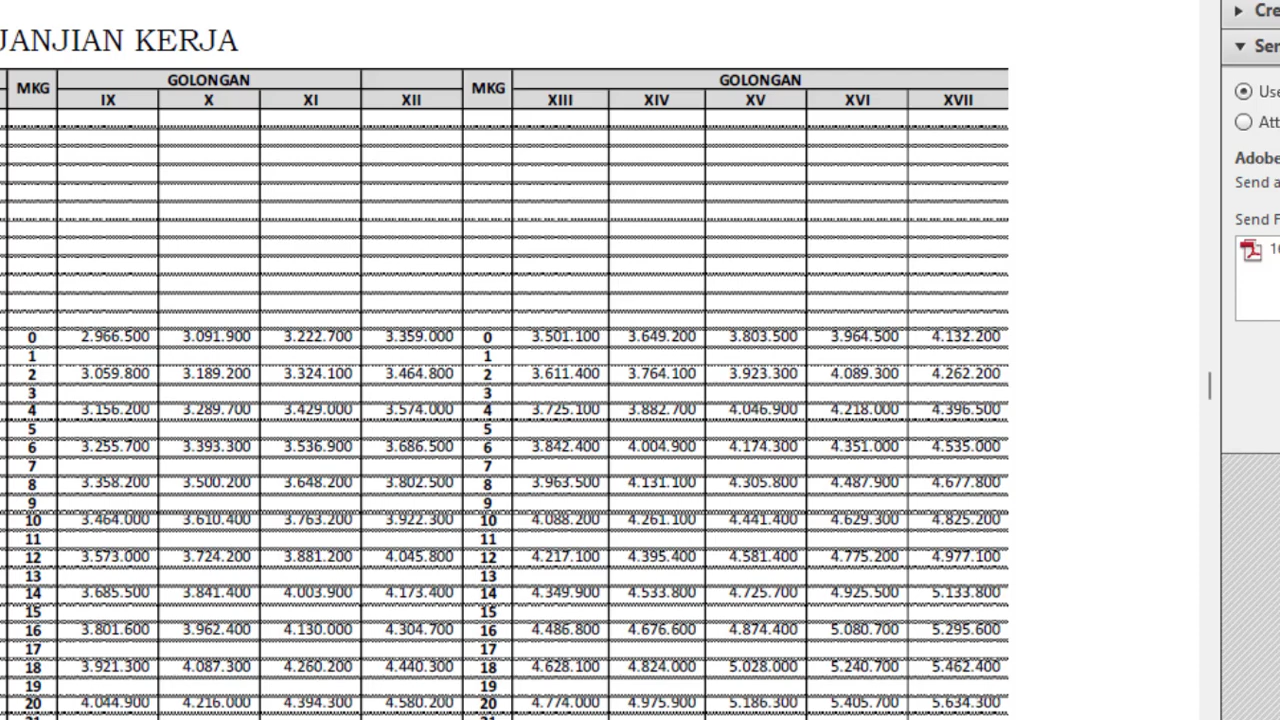 JANJIAN KERJA
MKG GOLONGAN MKG GOLONGAN
IX X XI XII XIII XIV XV XVI XVII
0 2.966.500 3.091.900 3.222.700 3.359.000 0 3.501.100 3.649.200 3.803.500 3.964.500 4.132.200
1 1
2 3.059.800 3.189.200 3.324.100 3.464.800 2 3.611.400 3.764.100 3.923.300 4.089.300 4.262.200
3 3
4 3.156.200 3.289.700 3.429.000 3.574.000 4 3.725.100 3.882.700 4.046.900 4.218.000 4.396.500
5 5
6 3.255.700 3.393.300 3.536.900 3.686.500 6 3.842.400 4.004.900 4.174.300 4.351.000 4.535.000
7 7
8 3.358.200 3.500.200 3.648.200 3.802.500 8 3.963.500 4.131.100 4.305.800 4.487.900 4.677.800
9 9
10 3.464.000 3.610.400 3.763.200 3.922.300 10 4.088.200 4.261.100 4.441.400 4.629.300 4.825.200
11 11
12 3.573.000 3.724.200 3.881.200 4.045.800 12 4.217.100 4.395.400 4.581.400 4.775.200 4.977.100
13 13
14 3.685.500 3.841.400 4.003.900 4.173.400 14 4.349.900 4.533.800 4.725.700 4.925.500 5.133.800
15 15
16 3.801.600 3.962.400 4.130.000 4.304.700 16 4.486.800 4.676.600 4.874.400 5.080.700 5.295.600
17 17
18 3.921.300 4.087.300 4.260.200 4.440.300 18 4.628.100 4.824.000 5.028.000 5.240.700 5.462.400
19 19
20 4.044.900 4.216.000 4.394.300 4.580.200 20 4.774.000 4.975.900 5.186.300 5.405.700 5.634.300
Cre
Ser
Use
Att
Adobe
Send a
Send F
10